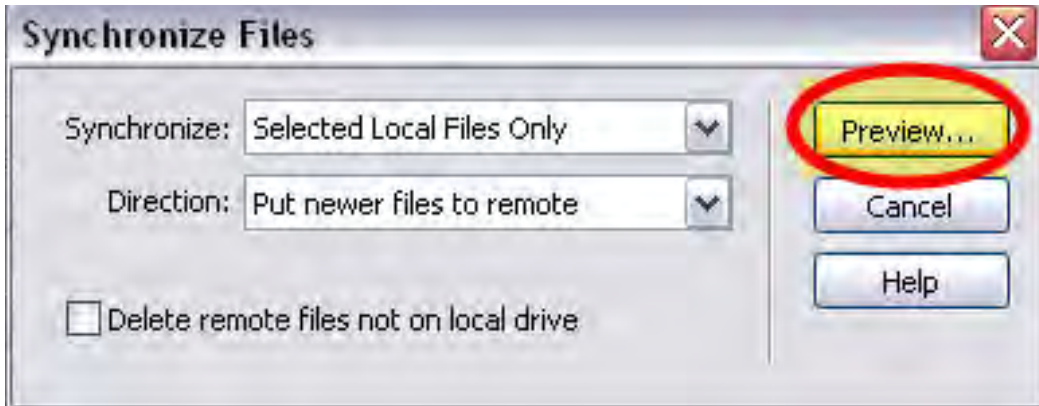 Synchronize Files
Synchronize: Selected Local Files Only
Preview...
Direction: Put newer files to remote
Cancel
Help
Delete remote files not on local drive